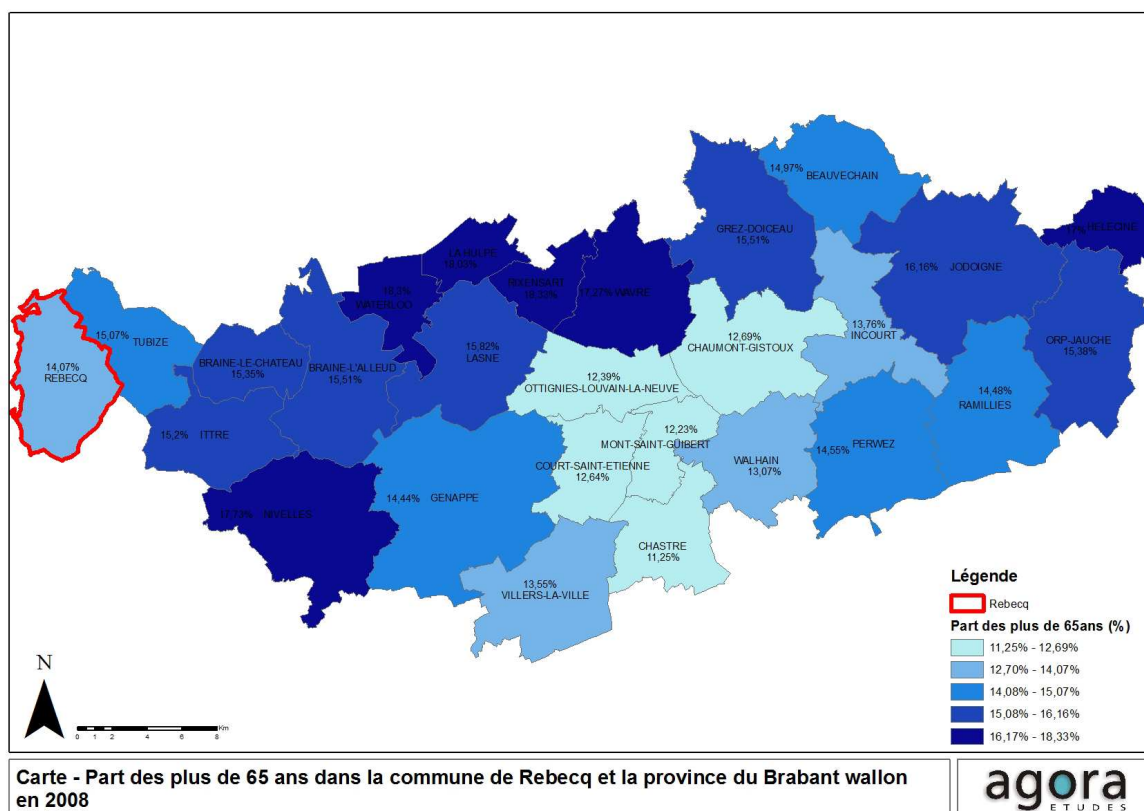 14,97%
BEAUVECHAIN
GREZ-DOICEAU
15,51%
HELECINE
16,16% JODOIGNE
LA HULPE
18,03%
RIXENSART
17,27% WAVRE
WATERLOO
13,76%
INCOURT
12,69%
CHAUMONT-GISTOUX
ORP-JAUCHE
15,38%
15,07%
TUBIZE
15,82%
LASNE
14,07%
REBECQ
BRAINE-LE-CHATEAU
15,35%
BRAINE-L'ALLEUD
15,51%
12,39%
OTTIGNIES-LOUVAIN-LA-NEUVE
14,48%
RAMILLIES
15,2% ITTRE
12,23%
MONT-SAINT-GUIBERT
14,55% PERWEZ
WALHAIN
13,07%
COURT-SAINT-ETIENNE
12,64%
14,44% GENAPPE
17,73% NIVELLES
CHASTRE
11,25%
13,55%
VILLERS-LA-VILLE
Légende
Rebecq
Part des plus de 65ans (%)
11,25% - 12,69%
12,70% - 14,07%
14,08% - 15,07%
15,08% - 16,16%
16,17% - 18,33%
N
0 1 2 4 6 8 Km
Carte - Part des plus de 65 ans dans la commune de Rebecq et la province du Brabant wallon
en 2008
agora
ETUDES